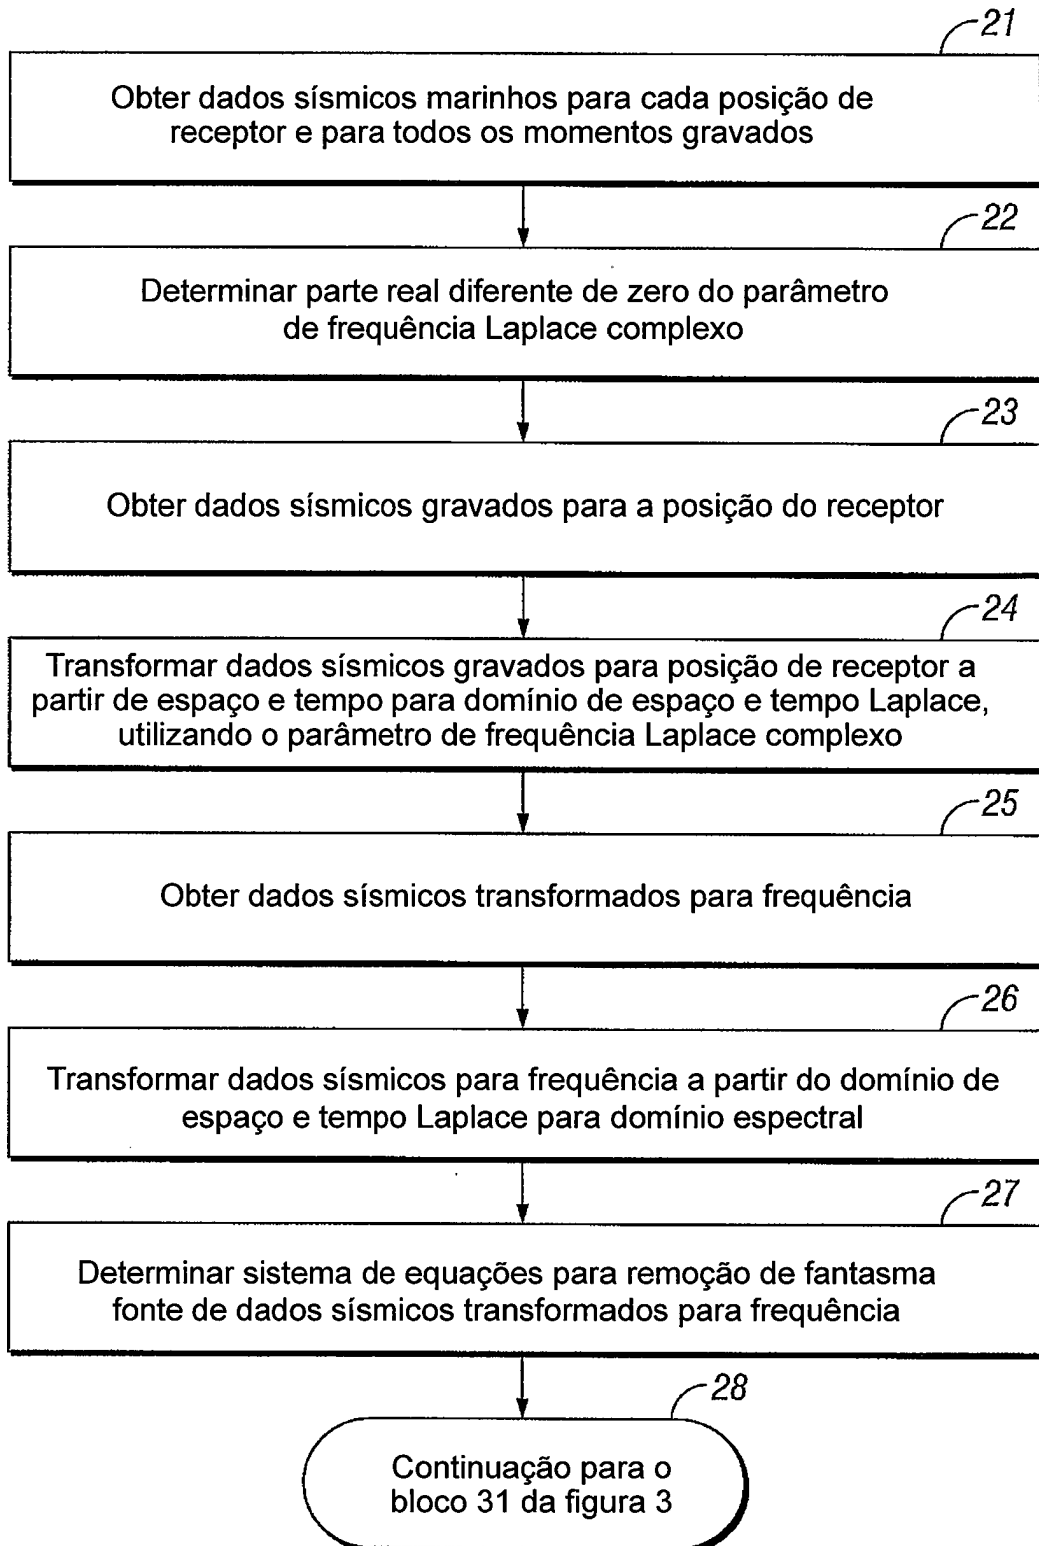 21
Obter dados sísmicos marinhos para cada posição de
receptor e para todos os momentos gravados
22
Determinar parte real diferente de zero do parâmetro
de frequência Laplace complexo
23
Obter dados sísmicos gravados para a posição do receptor
24
Transformar dados sísmicos gravados para posição de receptor a
partir de espaço e tempo para domínio de espaço e tempo Laplace,
utilizando o parâmetro de frequência Laplace complexo
25
Obter dados sísmicos transformados para frequência
26
Transformar dados sísmicos para frequência a partir do domínio de
espaço e tempo Laplace para domínio espectral
27
Determinar sistema de equações para remoção de fantasma
fonte de dados sísmicos transformados para frequência
28
Continuação para o
bloco 31 da figura 3